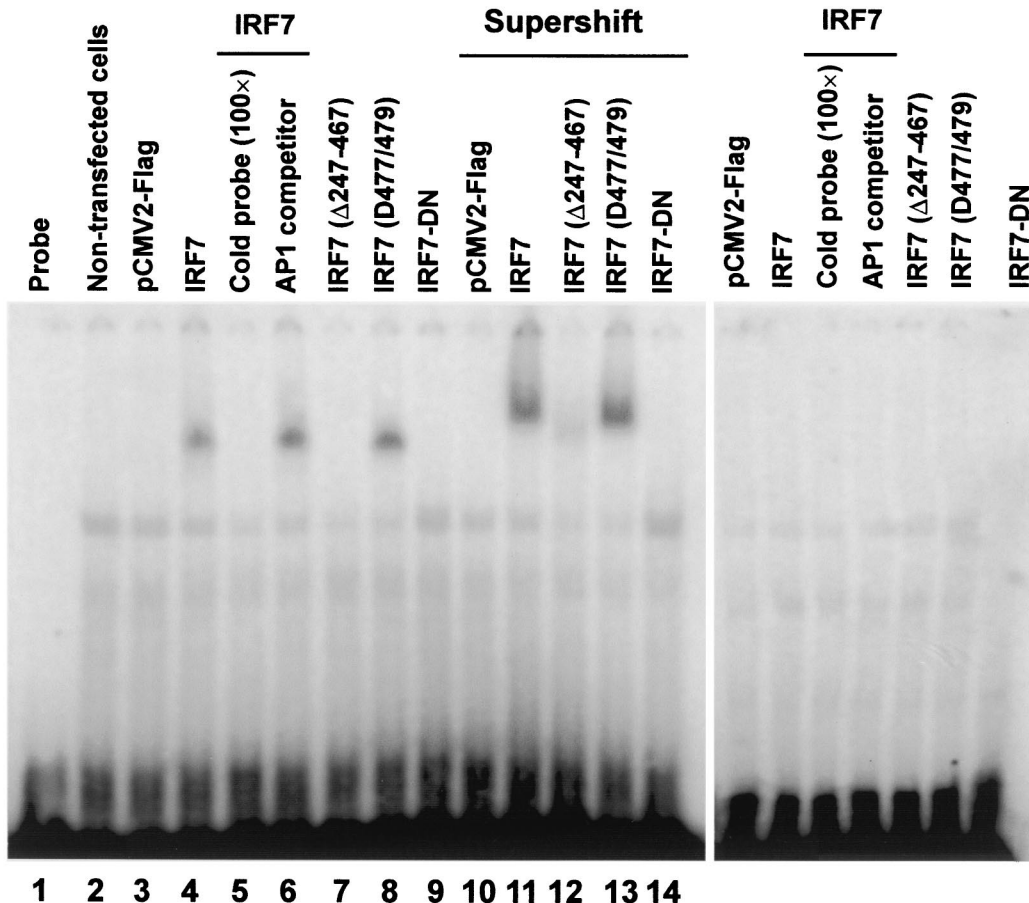 IRF7
Supershift
IRF7
Probe
Non-transfected cells
pCMV2-Flag
IRF7
Cold probe (100×)
AP1 competitor
IRF7 (Δ247-467)
IRF7 (D477/479)
IRF7-DN
pCMV2-Flag
IRF7
IRF7 (Δ247-467)
IRF7 (D477/479)
IRF7-DN
pCMV2-Flag
IRF7
Cold probe (100×)
AP1 competitor
IRF7 (Δ247-467)
IRF7 (D477/479)
IRF7-DN
1 2 3 4 5 6 7 8 9 10 11 12 13 14